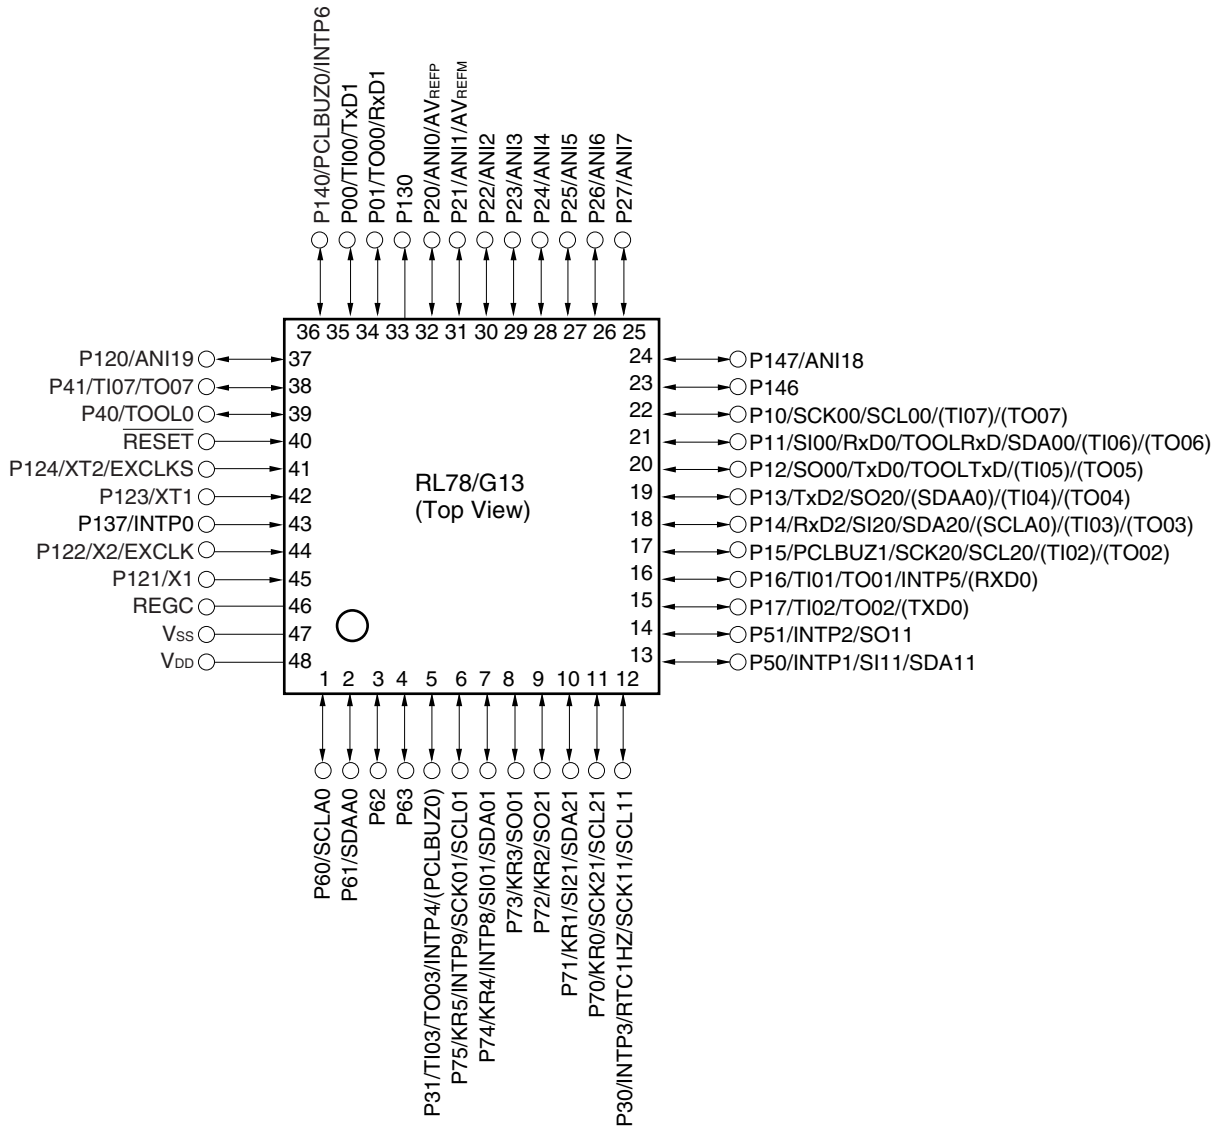 P140/PCLBUZ0/INTP6
P00/TI00/TxD1
P01/TO00/RxD1
P130
P20/ANI0/AVREFP
P21/ANI1/AVREFM
P22/ANI2
P23/ANI3
P24/ANI4
P25/ANI5
P26/ANI6
P27/ANI7
36 35 34 33 32 31 30 29 28 27 26 25
P120/ANI19 37
P41/TI07/TO07 38
P40/TOOL0 39
RESET 40
P124/XT2/EXCLKS 41
P123/XT1 42
P137/INTP0 43
P122/X2/EXCLK 44
P121/X1 45
REGC 46
VSS 47
VDD 48
RL78/G13
(Top View)
24 P147/ANI18
23 P146
22 P10/SCK00/SCL00/(TI07)/(TO07)
21 P11/SI00/RxD0/TOOLRxD/SDA00/(TI06)/(TO06)
20 P12/SO00/TxD0/TOOLTxD/(TI05)/(TO05)
19 P13/TxD2/SO20/(SDAA0)/(TI04)/(TO04)
18 P14/RxD2/SI20/SDA20/(SCLA0)/(TI03)/(TO03)
17 P15/PCLBUZ1/SCK20/SCL20/(TI02)/(TO02)
16 P16/TI01/TO01/INTP5/(RXD0)
15 P17/TI02/TO02/(TXD0)
14 P51/INTP2/SO11
13 P50/INTP1/SI11/SDA11
1 2 3 4 5 6 7 8 9 10 11 12
P60/SCLA0
P61/SDAA0
P62
P63
P31/TI03/TO03/INTP4/(PCLBUZ0)
P75/KR5/INTP9/SCK01/SCL01
P74/KR4/INTP8/SI01/SDA01
P73/KR3/SO01
P72/KR2/SO21
P71/KR1/SI21/SDA21
P70/KR0/SCK21/SCL21
P30/INTP3/RTC1HZ/SCK11/SCL11